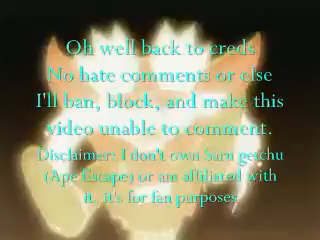 Oh well back to creds
No hate comments or else
I'll ban, block, and make this
video unable to comment.
Disclaimer: I don't own Saru getchu
(Ape Escape) or am affiliated with
it, it's for fan purposes